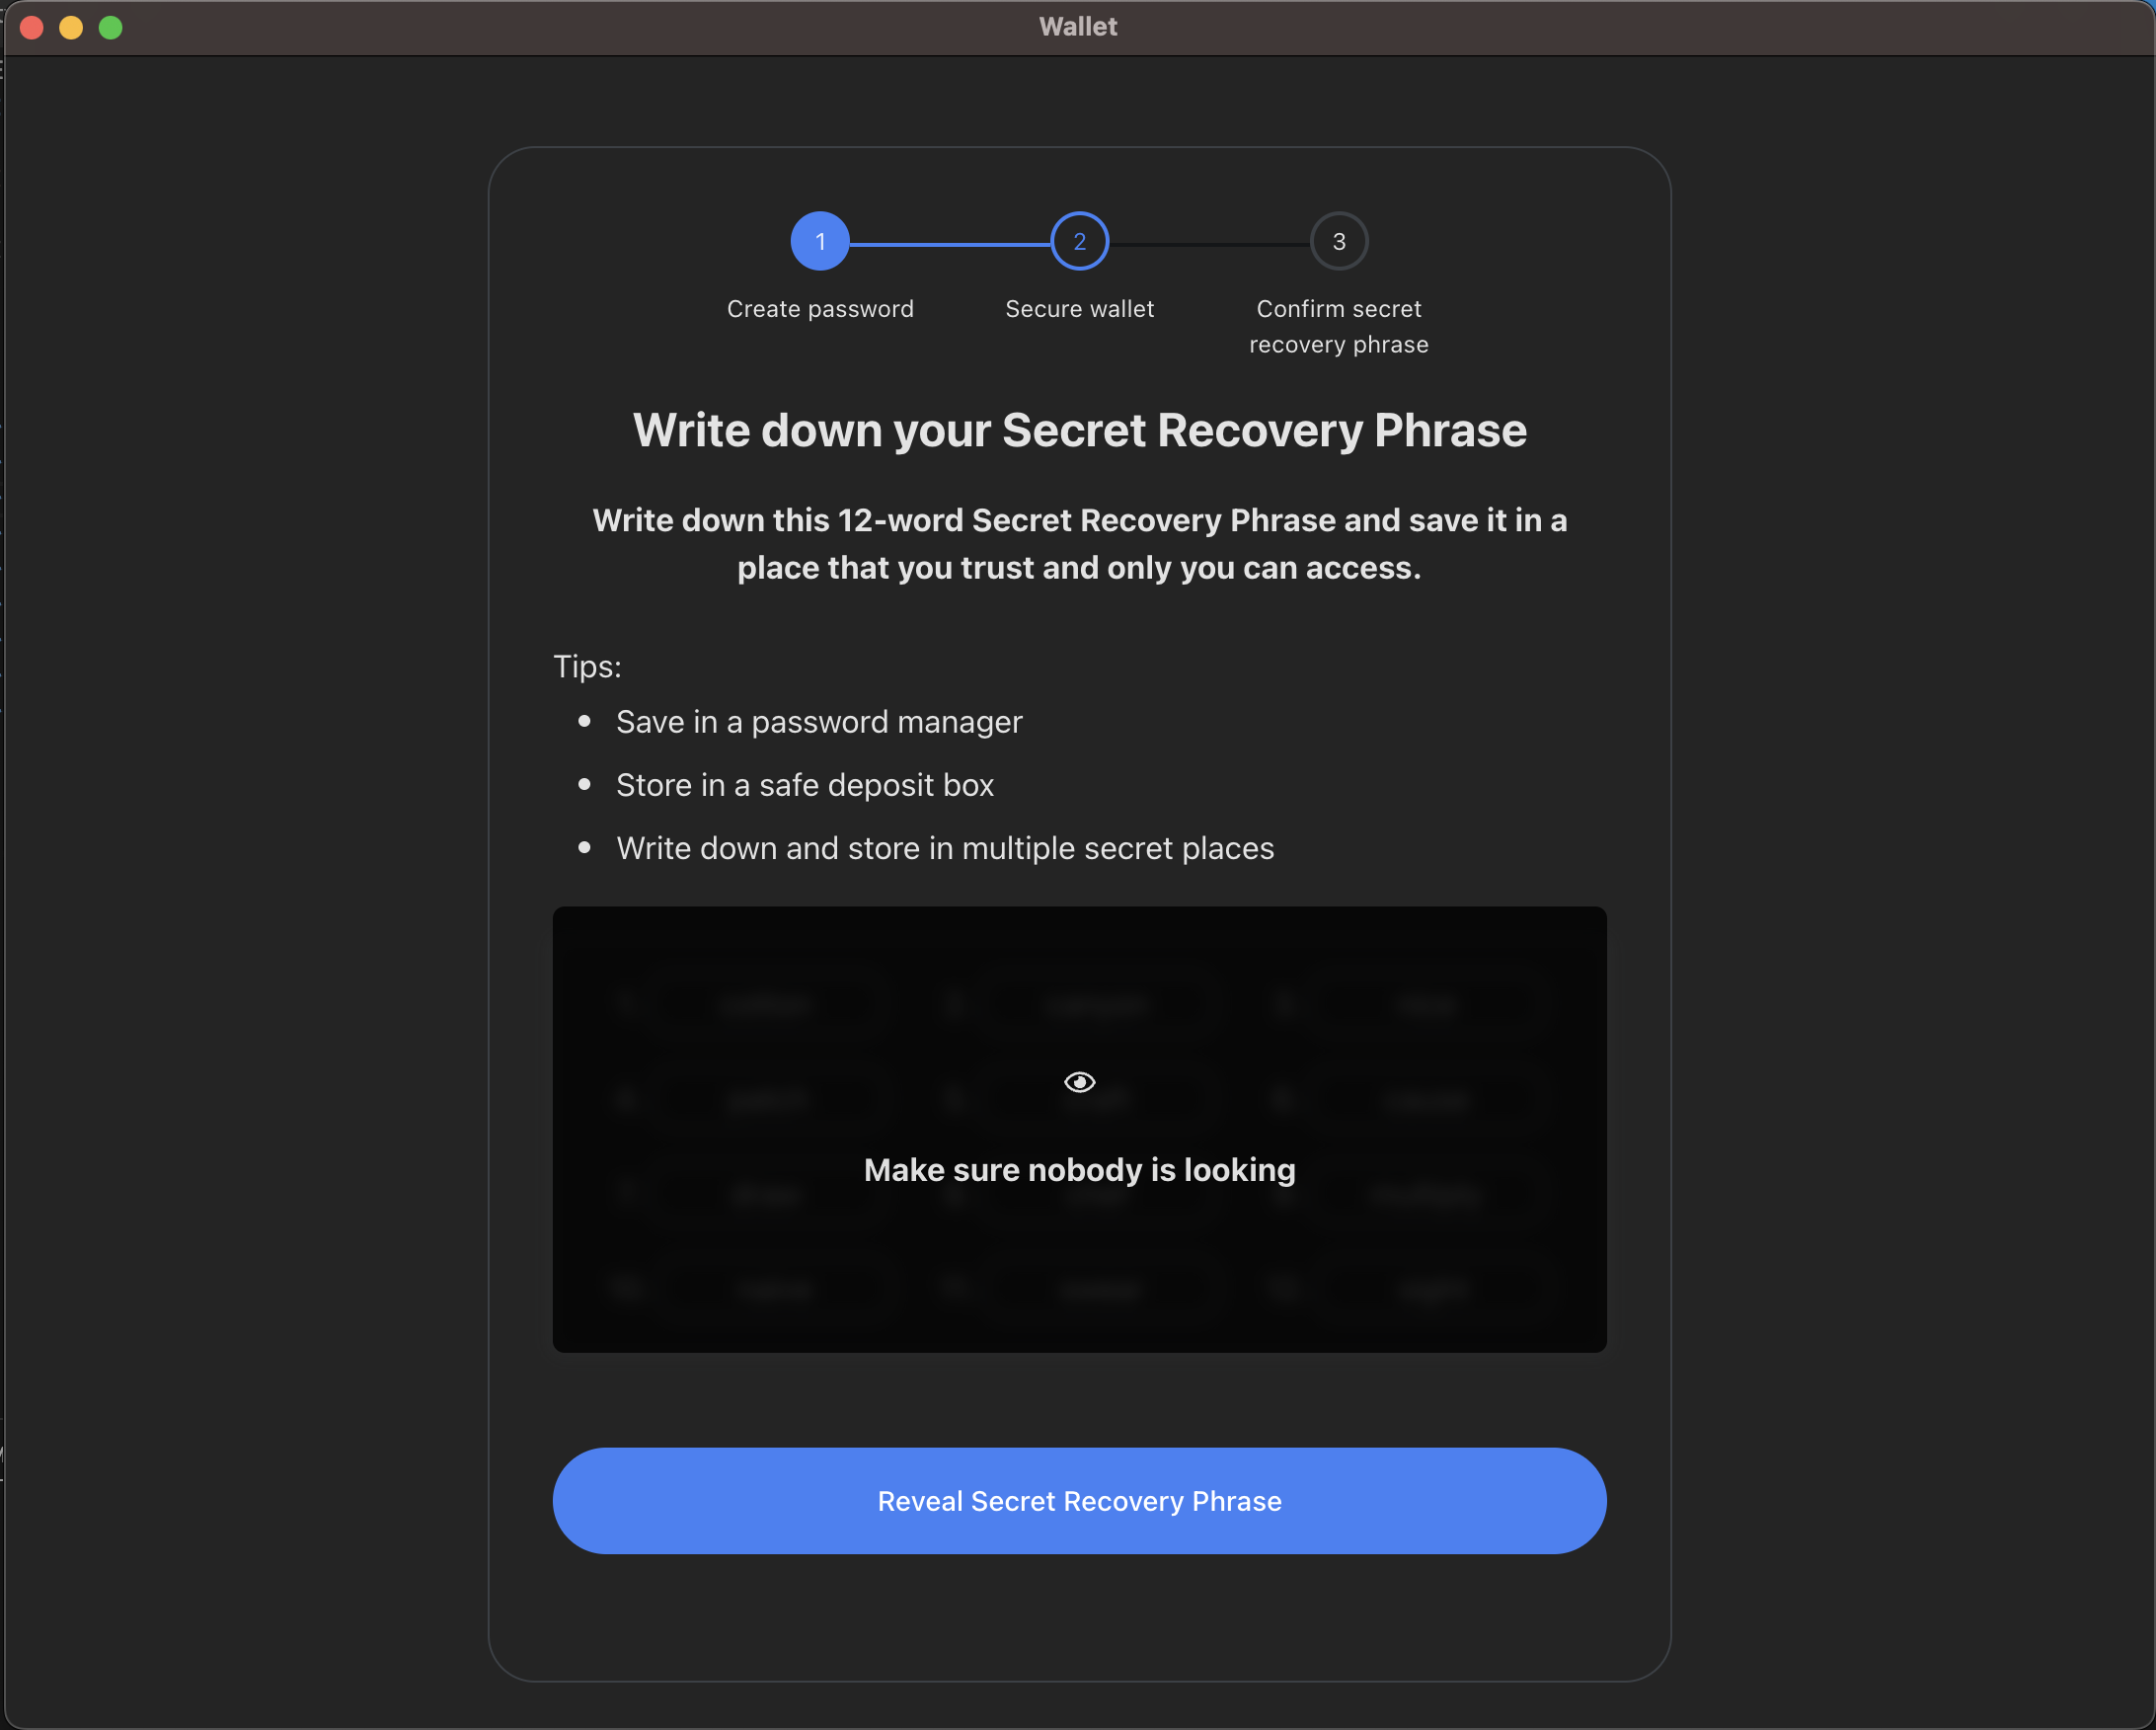 Wallet
1
2
3
Create password
Secure wallet
Confirm secret
recovery phrase
Write down your Secret Recovery Phrase
Write down this 12-word Secret Recovery Phrase and save it in a
place that you trust and only you can access.
Tips:
• Save in a password manager
• Store in a safe deposit box
• Write down and store in multiple secret places
Make sure nobody is looking
Reveal Secret Recovery Phrase